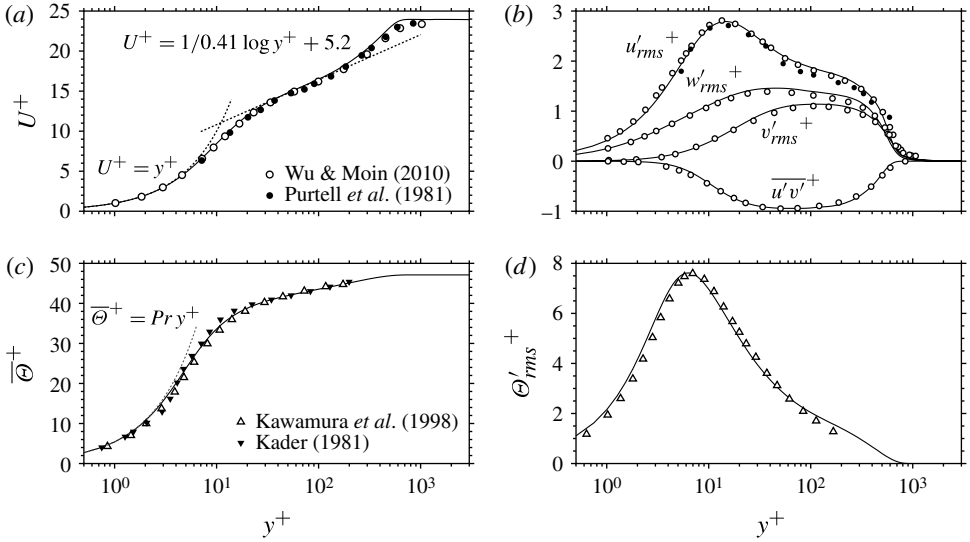 (a)
25
20
15
10
5
0
U⁺
U⁺ = 1/0.41 log y⁺ + 5.2
U⁺ = y⁺
Wu & Moin (2010)
Purtell et al. (1981)
(b)
3
2
1
0
−1
u′rms⁺
w′rms⁺
v′rms⁺
u̅′̅v̅′̅⁺
(c)
50
40
30
20
10
0
Θ̅⁺
Θ̅⁺ = Pr y⁺
Kawamura et al. (1998)
Kader (1981)
10⁰ 10¹ 10² 10³
y⁺
(d)
8
6
4
2
0
Θ′rms⁺
10⁰ 10¹ 10² 10³
y⁺